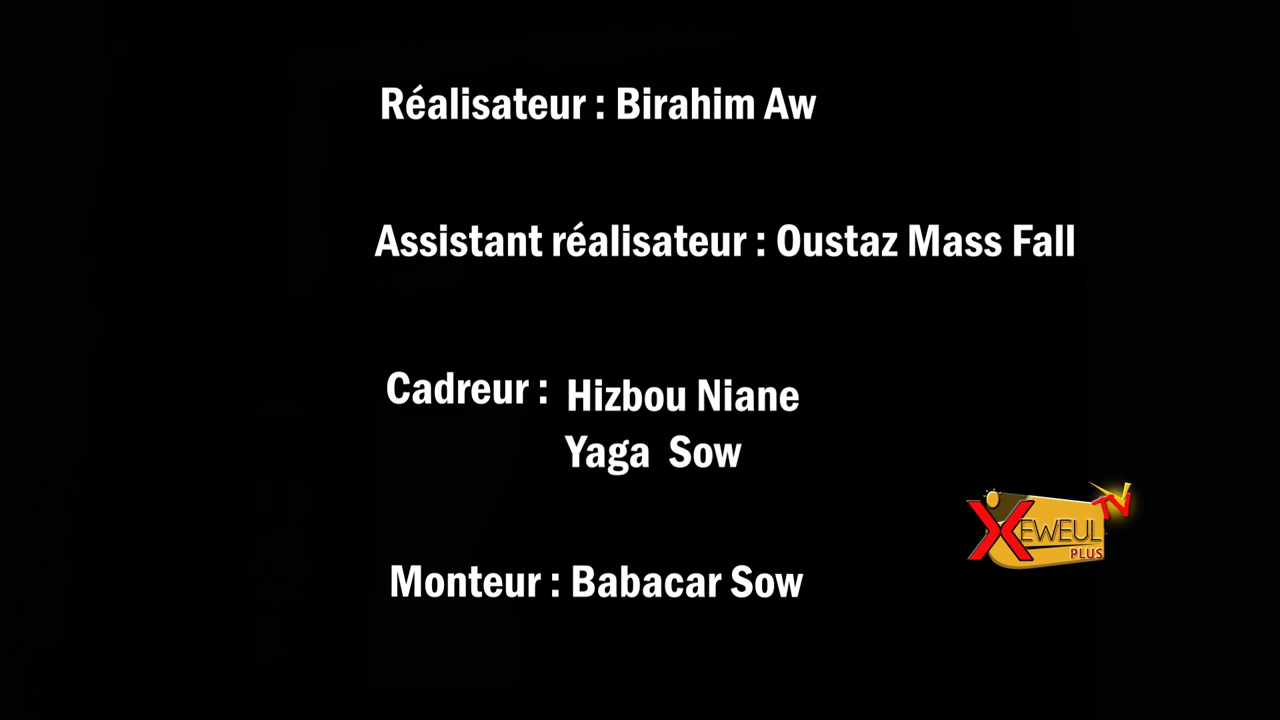 Réalisateur : Birahim Aw
Assistant réalisateur : Oustaz Mass Fall
Cadreur : Hizbou Niane
Yaga Sow
XEWEUL TV
PLUS
Monteur : Babacar Sow